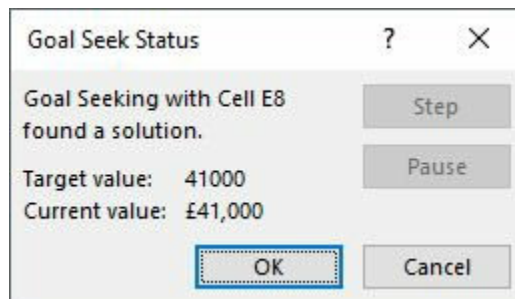 Goal Seek Status ? ×
Goal Seeking with Cell E8
found a solution.
Step
Pause
Target value: 41000
Current value: £41,000
OK Cancel